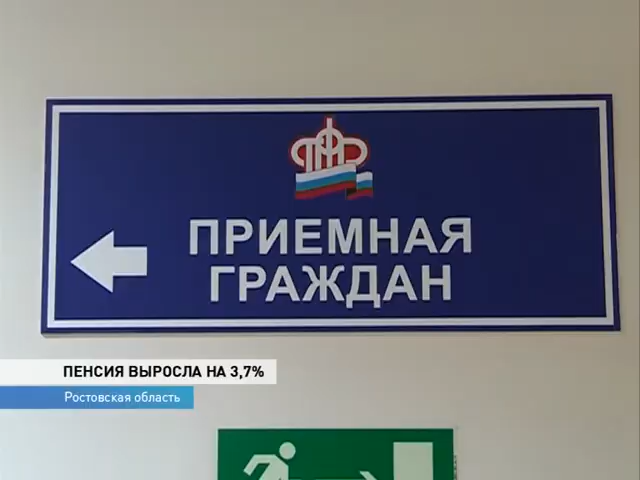 ПФР
ПРИЕМНАЯ
ГРАЖДАН
ПЕНСИЯ ВЫРОСЛА НА 3,7%
Ростовская область